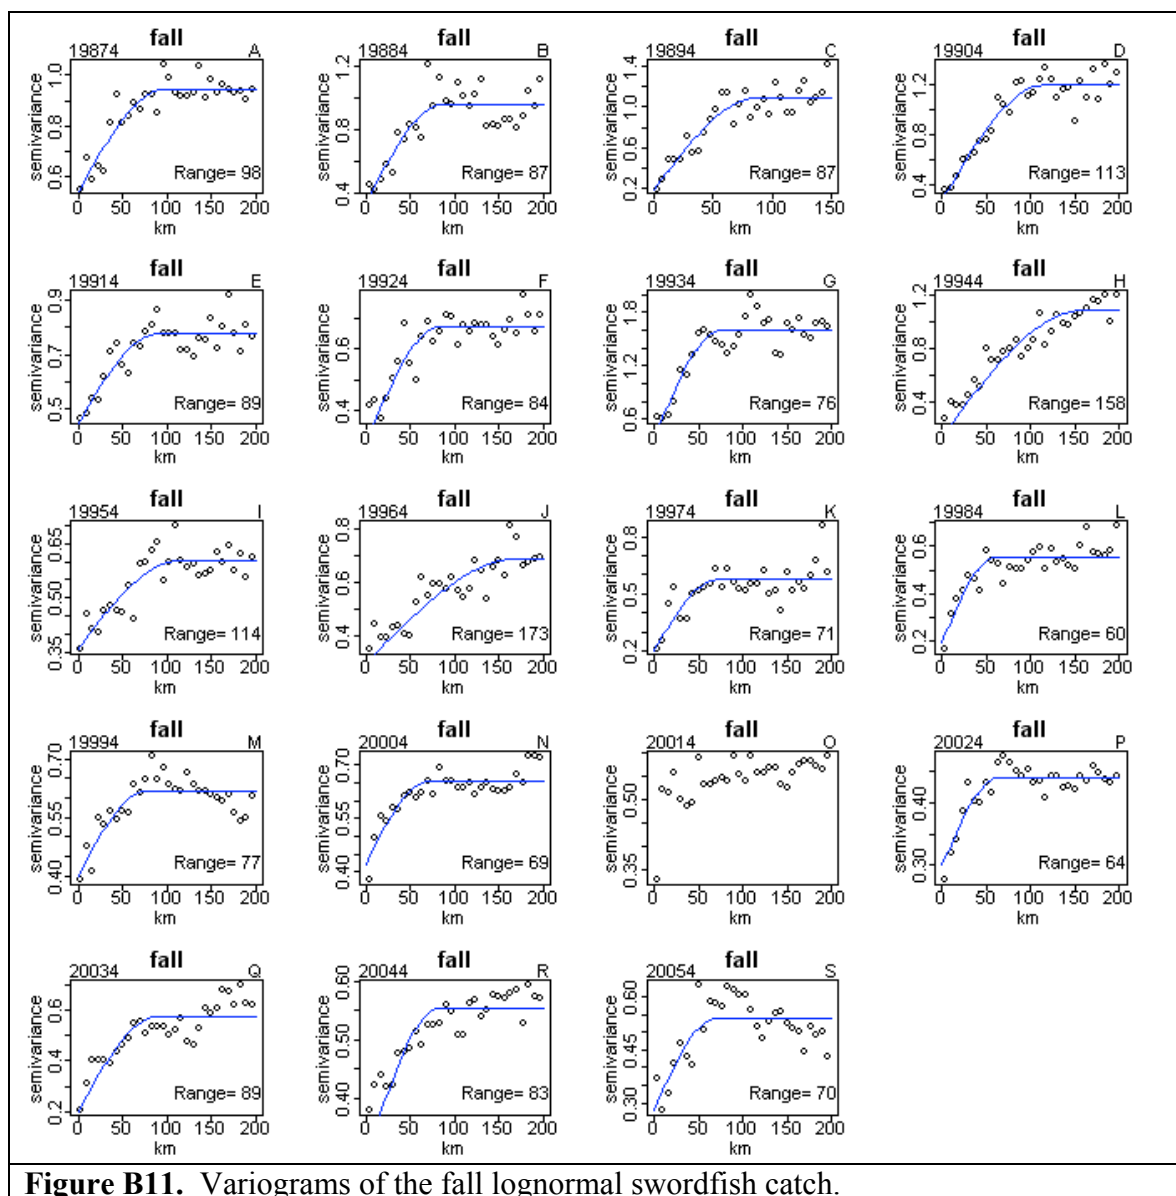 fall
19874 A
semivariance
0.6 0.8 1.0
Range= 98
0 50 100 150 200
km
fall
19884 B
semivariance
0.4 0.8 1.2
Range= 87
0 50 100 150 200
km
fall
19894 C
semivariance
0.2 0.6 1.0 1.4
Range= 87
0 50 100 150
km
fall
19904 D
semivariance
0.4 0.8 1.2
Range= 113
0 50 100 150 200
km
fall
19914 E
semivariance
0.5 0.7 0.9
Range= 89
0 50 100 150 200
km
fall
19924 F
semivariance
0.4 0.6
Range= 84
0 50 100 150 200
km
fall
19934 G
semivariance
0.6 1.2 1.8
Range= 76
0 50 100 150 200
km
fall
19944 H
semivariance
0.4 0.8 1.2
Range= 158
0 50 100 150 200
km
fall
19954 I
semivariance
0.35 0.50 0.65
Range= 114
0 50 100 150 200
km
fall
19964 J
semivariance
0.4 0.6 0.8
Range= 173
0 50 100 150 200
km
fall
19974 K
semivariance
0.2 0.5 0.8
Range= 71
0 50 100 150 200
km
fall
19984 L
semivariance
0.2 0.4 0.6
Range= 60
0 50 100 150 200
km
fall
19994 M
semivariance
0.40 0.55 0.70
Range= 77
0 50 100 150 200
km
fall
20004 N
semivariance
0.40 0.55 0.70
Range= 69
0 50 100 150 200
km
fall
20014 O
semivariance
0.35 0.50
0 50 100 150 200
km
fall
20024 P
semivariance
0.30 0.40
Range= 64
0 50 100 150 200
km
fall
20034 Q
semivariance
0.2 0.4 0.6
Range= 89
0 50 100 150 200
km
fall
20044 R
semivariance
0.40 0.50 0.60
Range= 83
0 50 100 150 200
km
fall
20054 S
semivariance
0.30 0.45 0.60
Range= 70
0 50 100 150 200
km
Figure B11. Variograms of the fall lognormal swordfish catch.